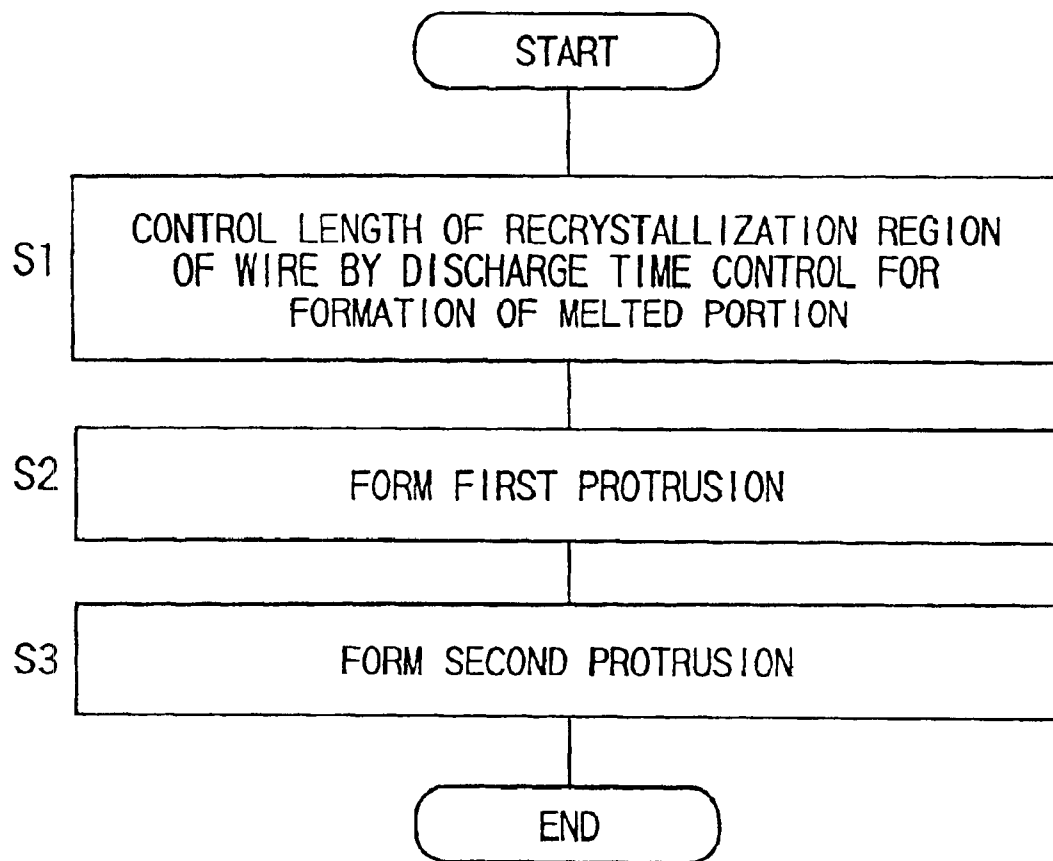 START
S1
CONTROL LENGTH OF RECRYSTALLIZATION REGION
OF WIRE BY DISCHARGE TIME CONTROL FOR
FORMATION OF MELTED PORTION
S2
FORM FIRST PROTRUSION
S3
FORM SECOND PROTRUSION
END